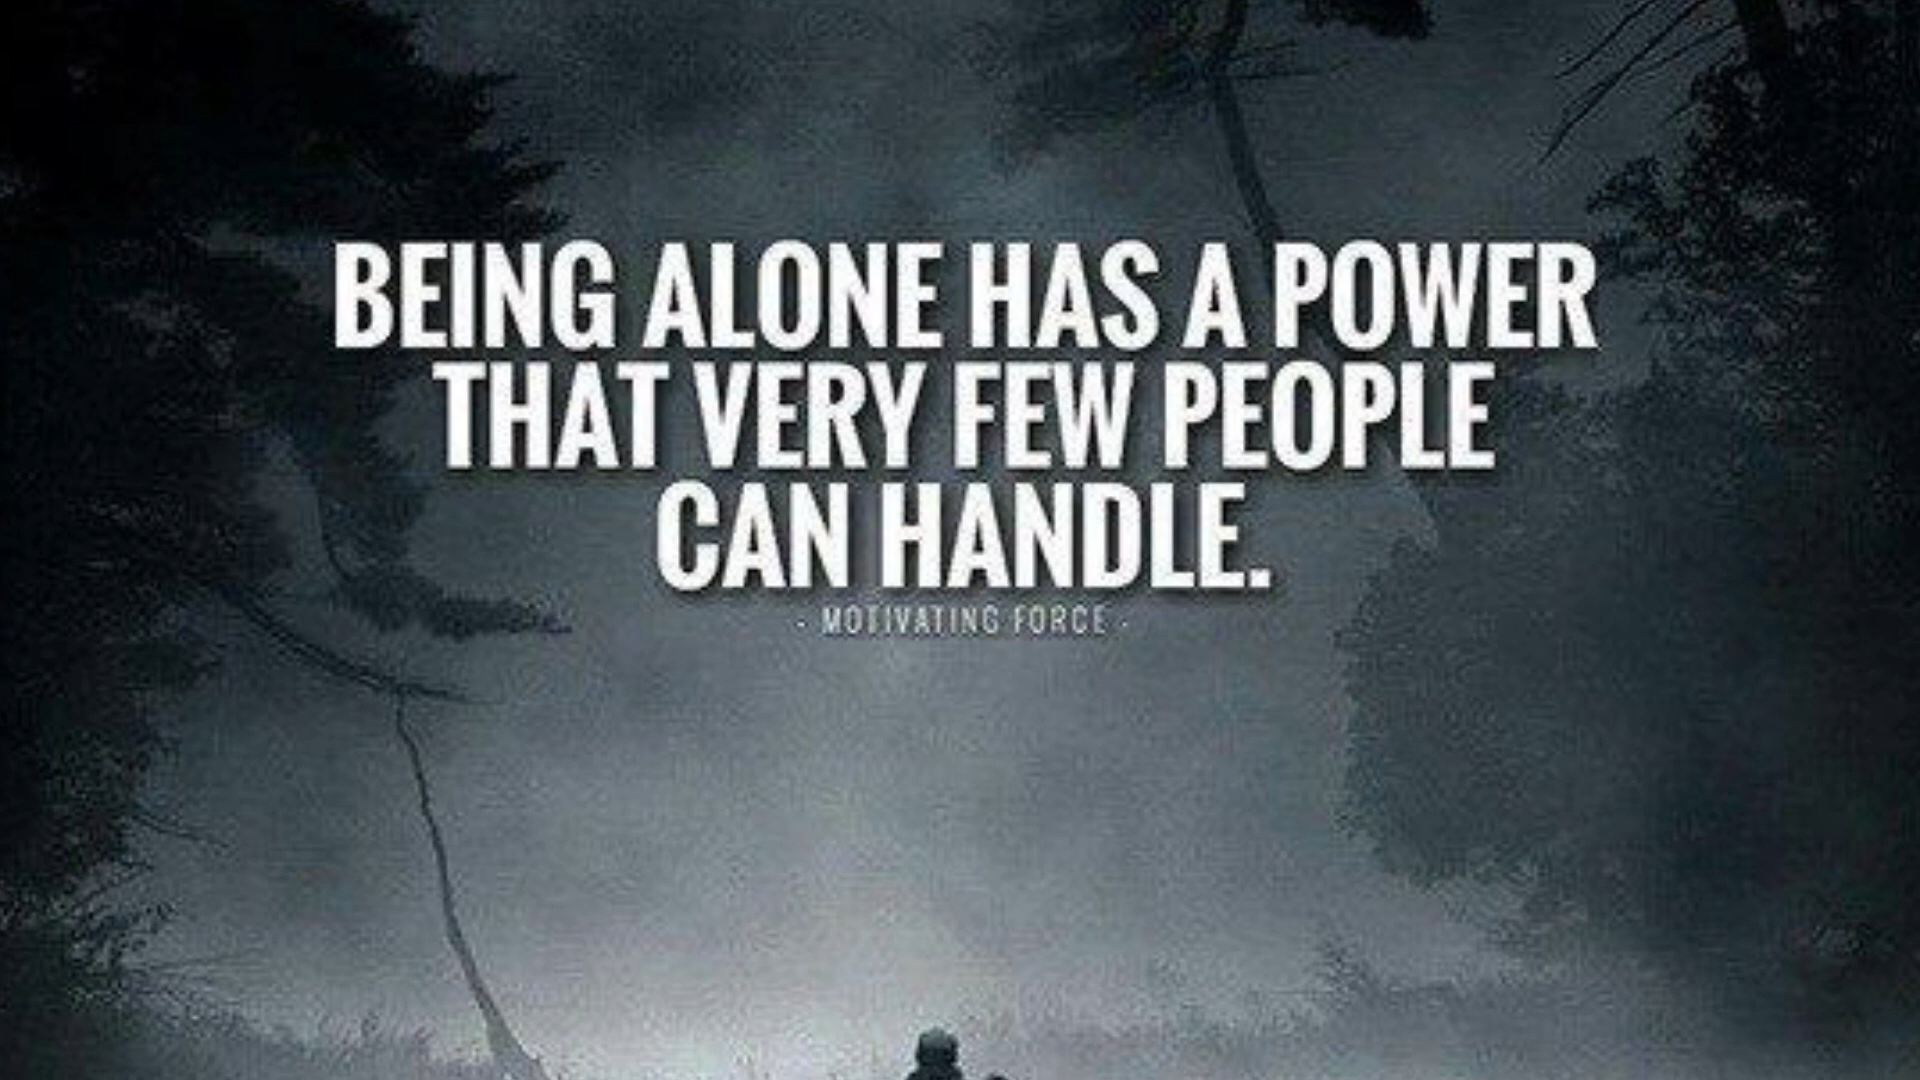 BEING ALONE HAS A POWER
THAT VERY FEW PEOPLE
CAN HANDLE.
- MOTIVATING FORCE -